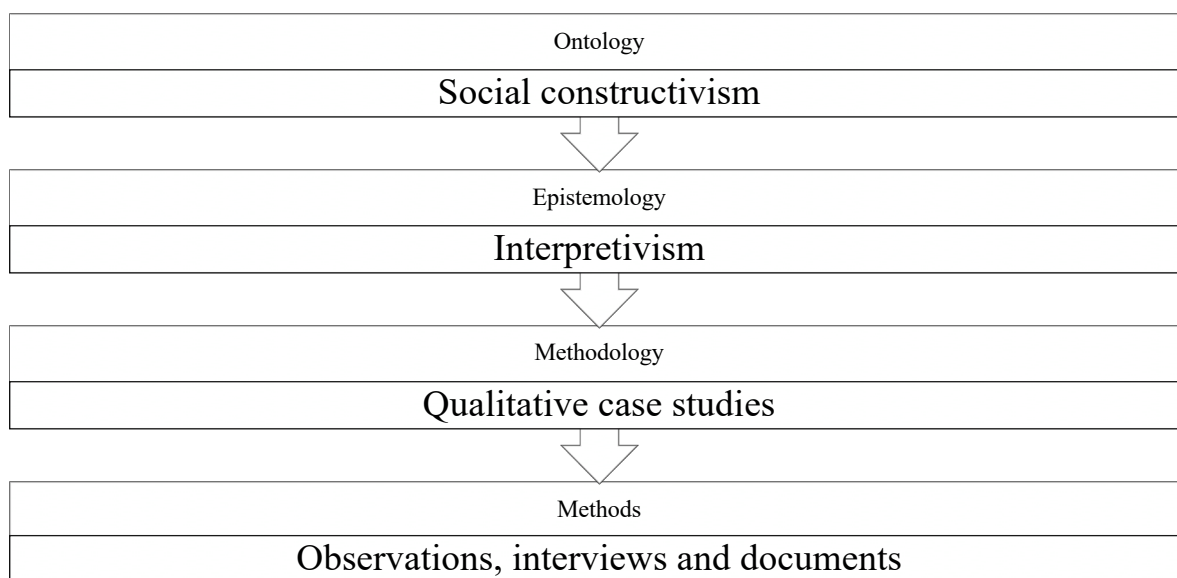 Ontology
Social constructivism
Epistemology
Interpretivism
Methodology
Qualitative case studies
Methods
Observations, interviews and documents